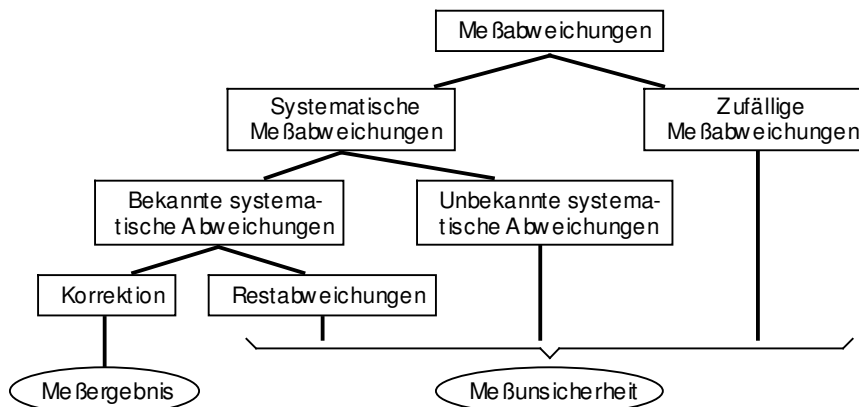 Meßabweichungen
Systematische
Meßabweichungen
Zufällige
Meßabweichungen
Bekannte systema-
tische Abweichungen
Unbekannte systema-
tische Abweichungen
Korrektion
Restabweichungen
Meßergebnis
Meßunsicherheit